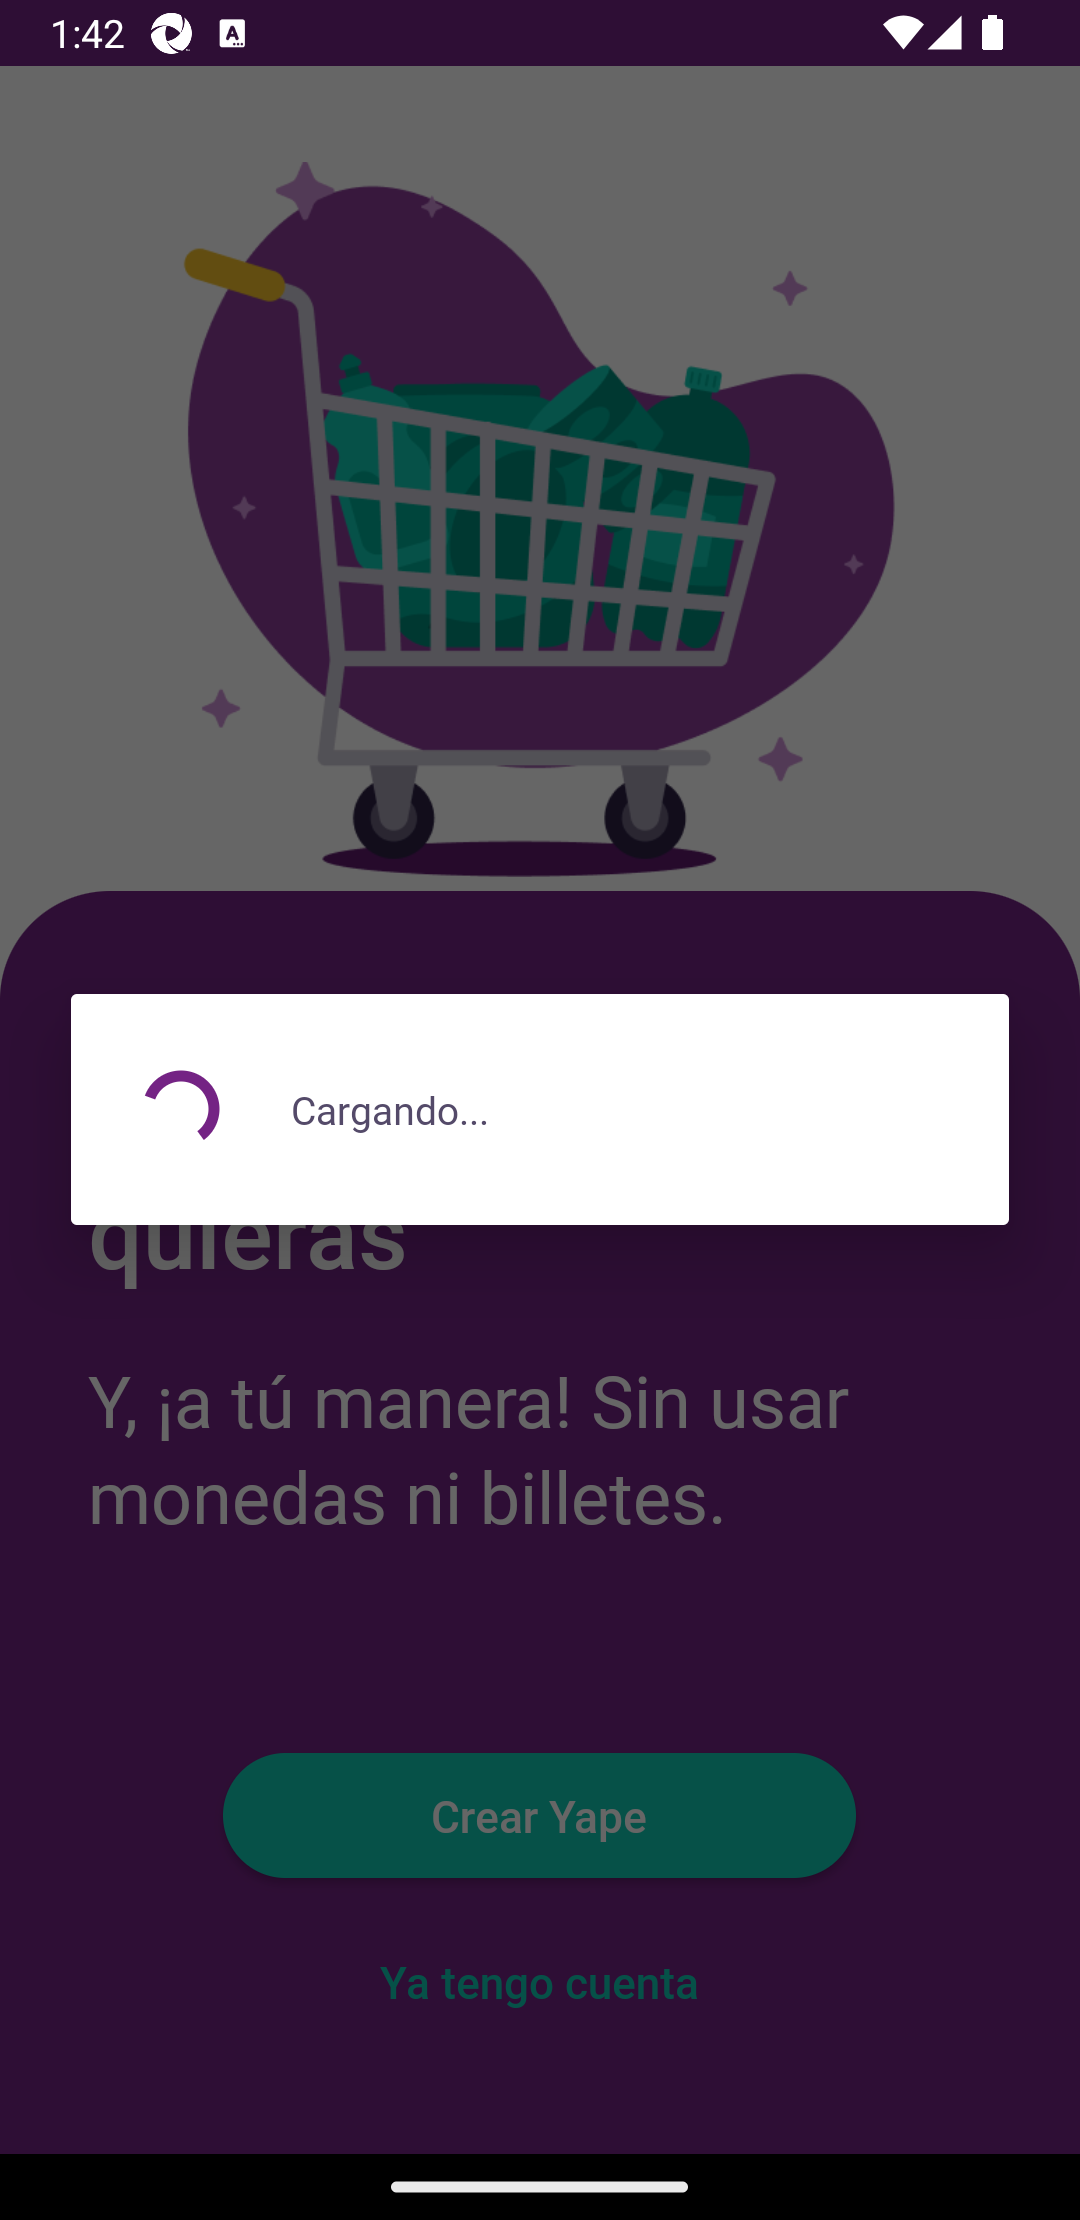 1:42
Cargando...
quieras
Y, ¡a tú manera! Sin usar
monedas ni billetes.
Crear Yape
Ya tengo cuenta